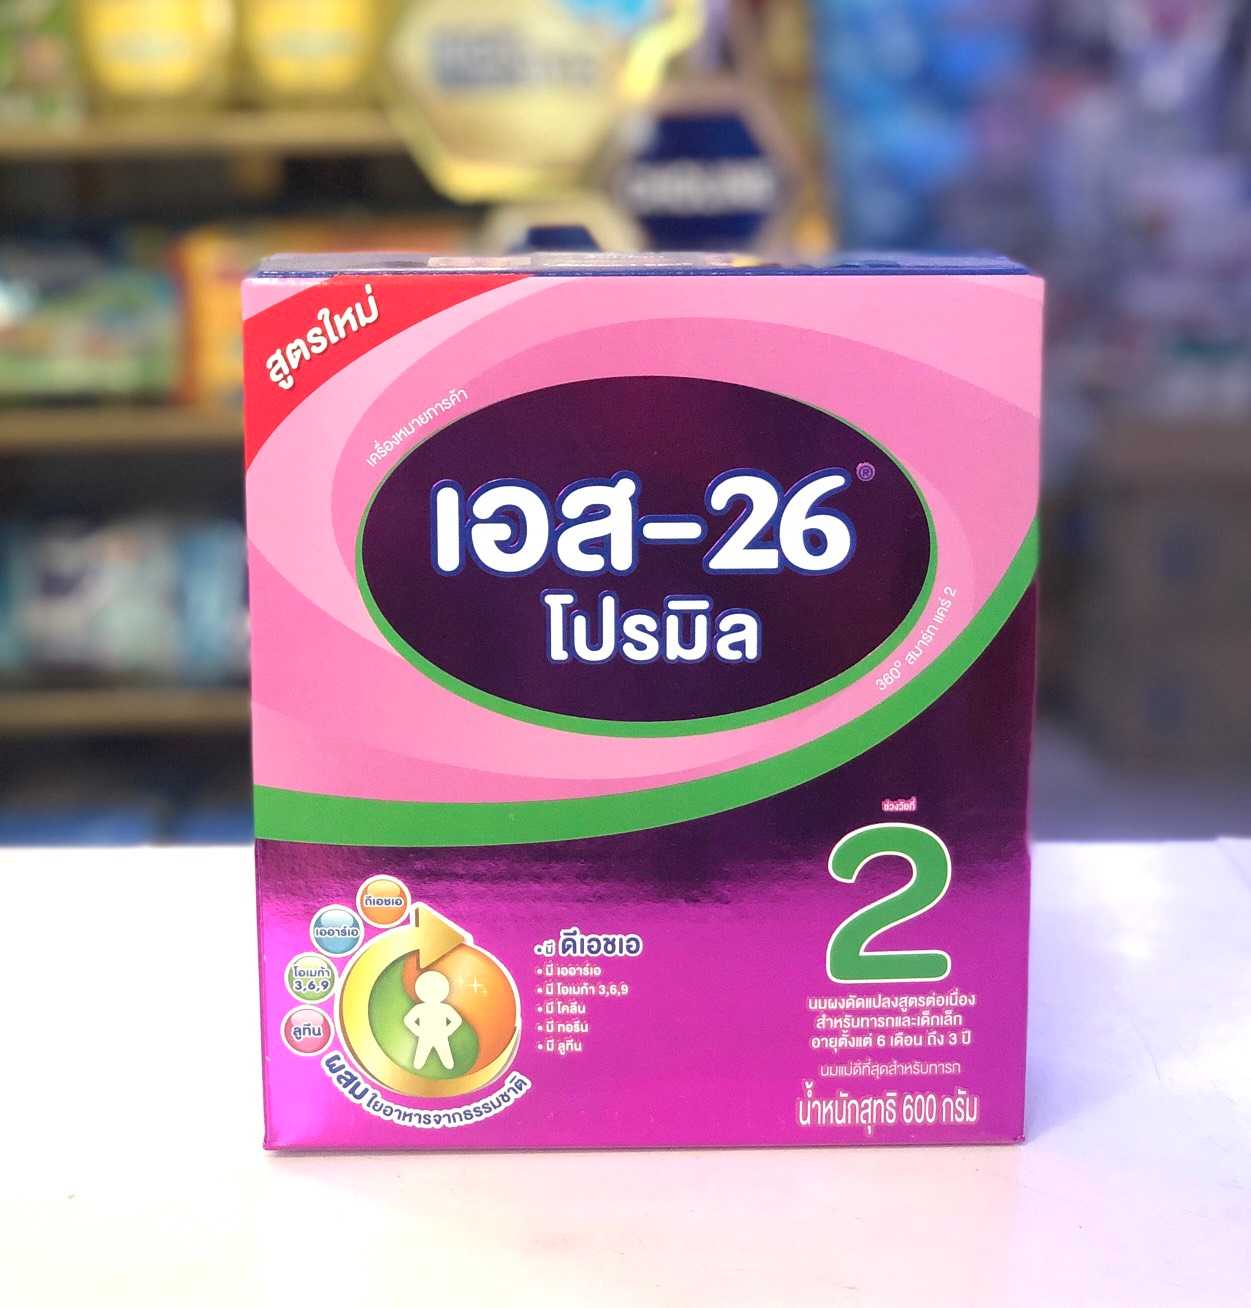 สูตรใหม่
เครื่องหมายการค้า
เอส-26®
โปรมิล
360° สมาร์ท แคร์ 2
ช่วงวัยที่
2
ดีเอชเอ
เออาร์เอ
โอเมก้า
3,6,9
ลูทีน
ผสมใยอาหารจากธรรมชาติ
• มี ดีเอชเอ
• มี เออาร์เอ
• มี โอเมก้า 3,6,9
• มี โคลีน
• มี ทอรีน
• มี ลูทีน
นมผงดัดแปลงสูตรต่อเนื่อง
สำหรับทารกและเด็กเล็ก
อายุตั้งแต่ 6 เดือน ถึง 3 ปี
นมแม่ดีที่สุดสำหรับทารก
น้ำหนักสุทธิ 600 กรัม